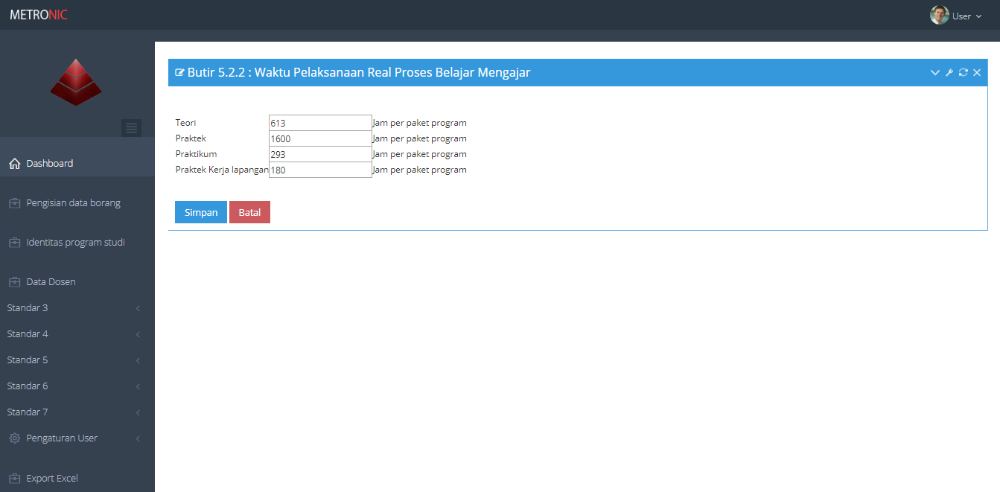 METRONIC
User
Butir 5.2.2 : Waktu Pelaksanaan Real Proses Belajar Mengajar
Teori 613 Jam per paket program
Praktek 1600 Jam per paket program
Praktikum 293 Jam per paket program
Praktek Kerja lapangan 180 Jam per paket program
Simpan Batal
Dashboard
Pengisian data borang
Identitas program studi
Data Dosen
Standar 3
Standar 4
Standar 5
Standar 6
Standar 7
Pengaturan User
Export Excel